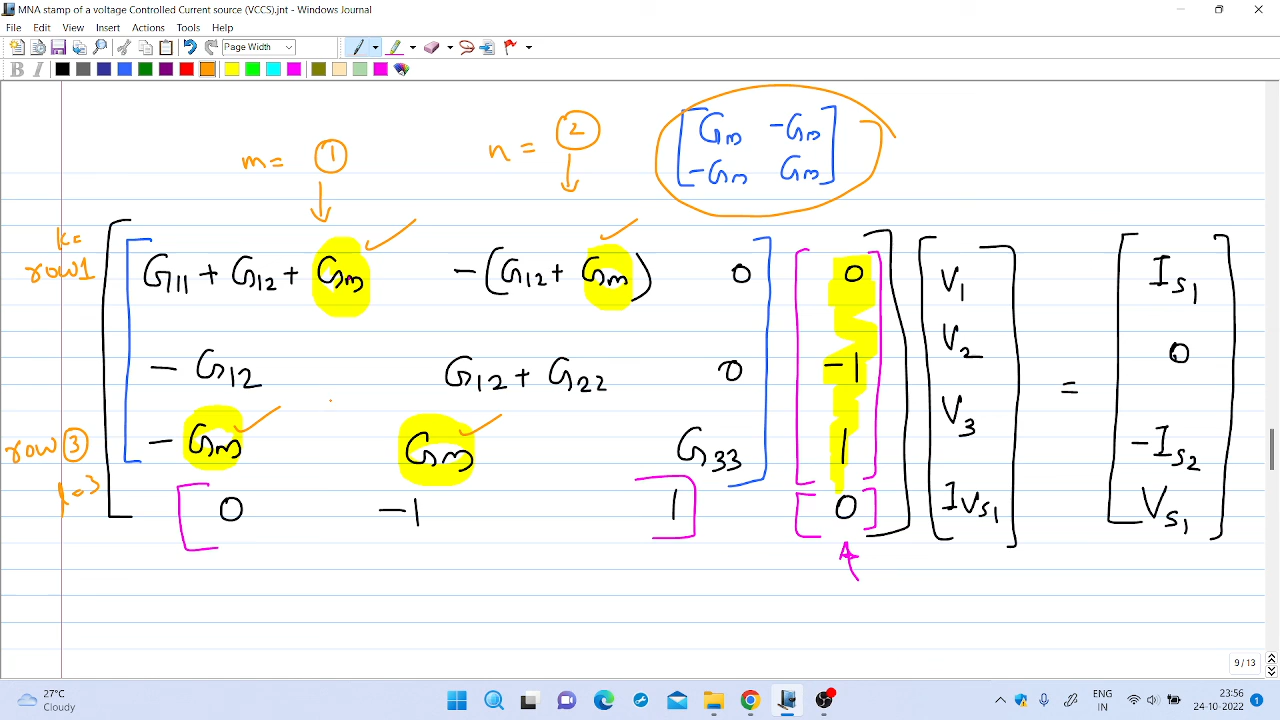 MNA stamp of a voltage Controlled Current source (VCCS).jnt - Windows Journal
File Edit View Insert Actions Tools Help
Page Width
B I
m= 1
n = 2
Gm -Gm
-Gm Gm
k=
row1
G11 + G12 + Gm -(G12+ Gm) 0 0 V1 Is1
- G12 G12 + G22 0 -1 V2 = 0
row 3 - Gm Gm G33 1 V3 -Is2
l=3
0 -1 1 0 IVs1 Vs1
9 / 13
27°C
Cloudy
ENG
IN
23:56
24-10-2022
1